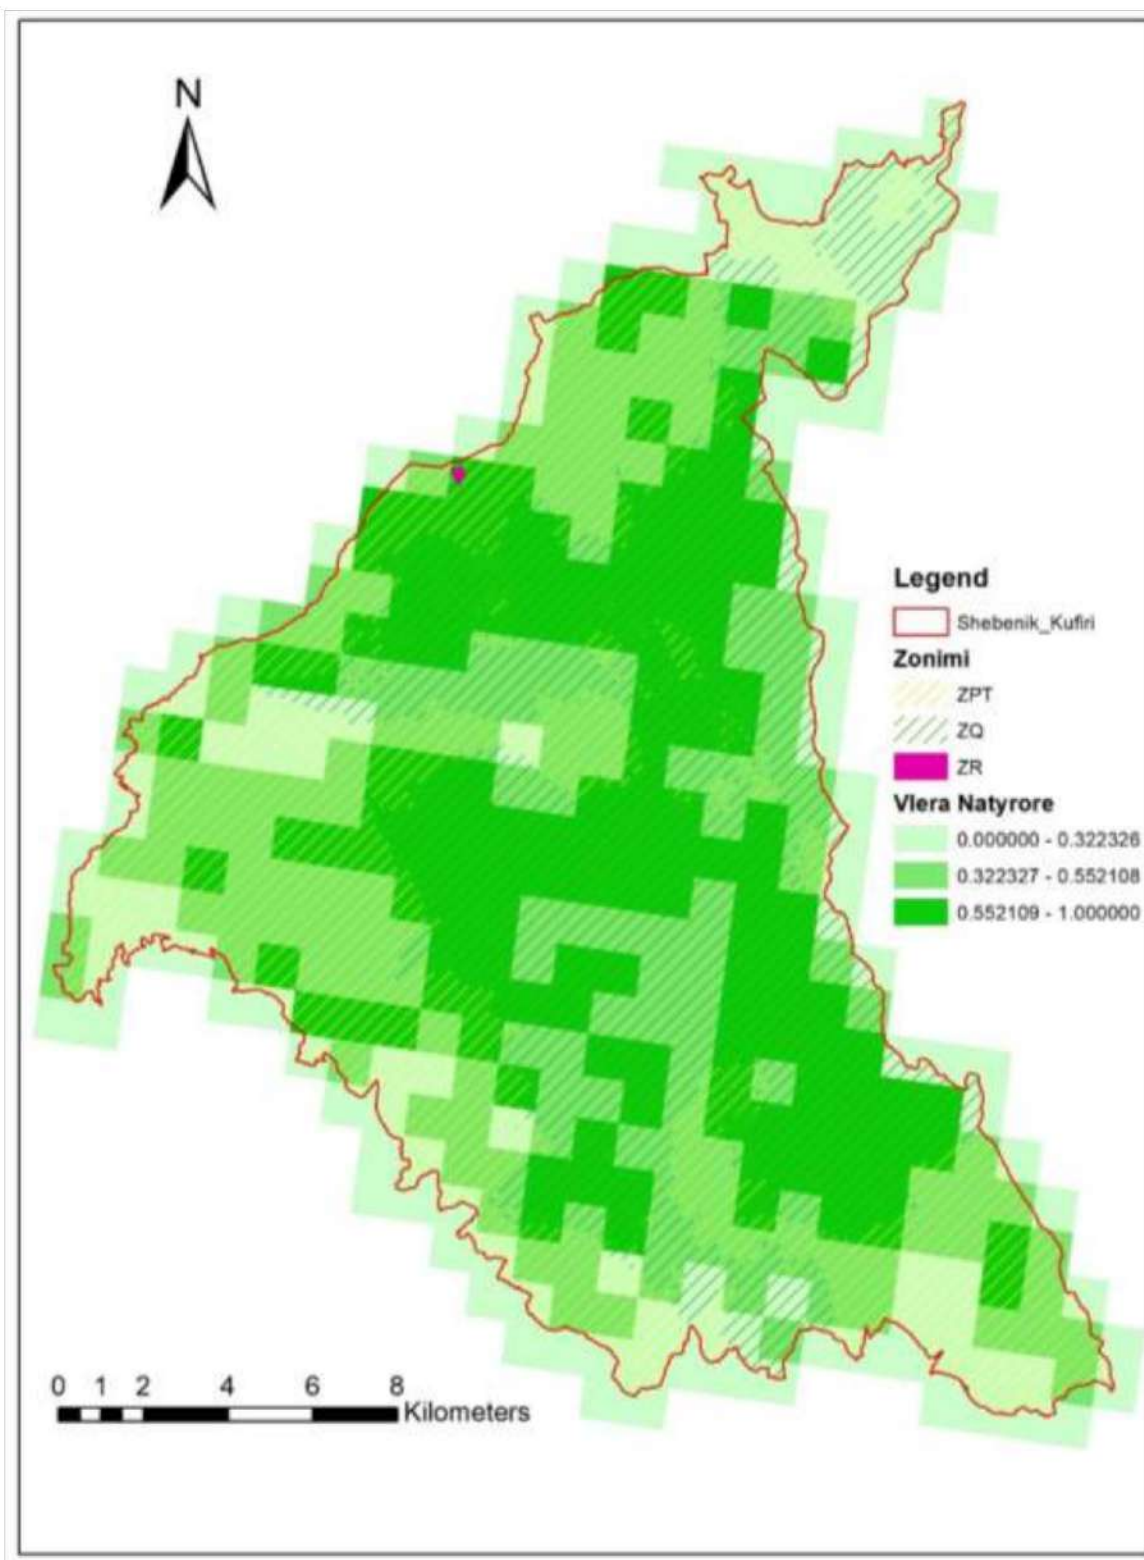 N
Legend
Shebenik_Kufiri
Zonimi
ZPT
ZQ
ZR
Vlera Natyrore
0.000000 - 0.322326
0.322327 - 0.552108
0.552109 - 1.000000
0 1 2 4 6 8
Kilometers